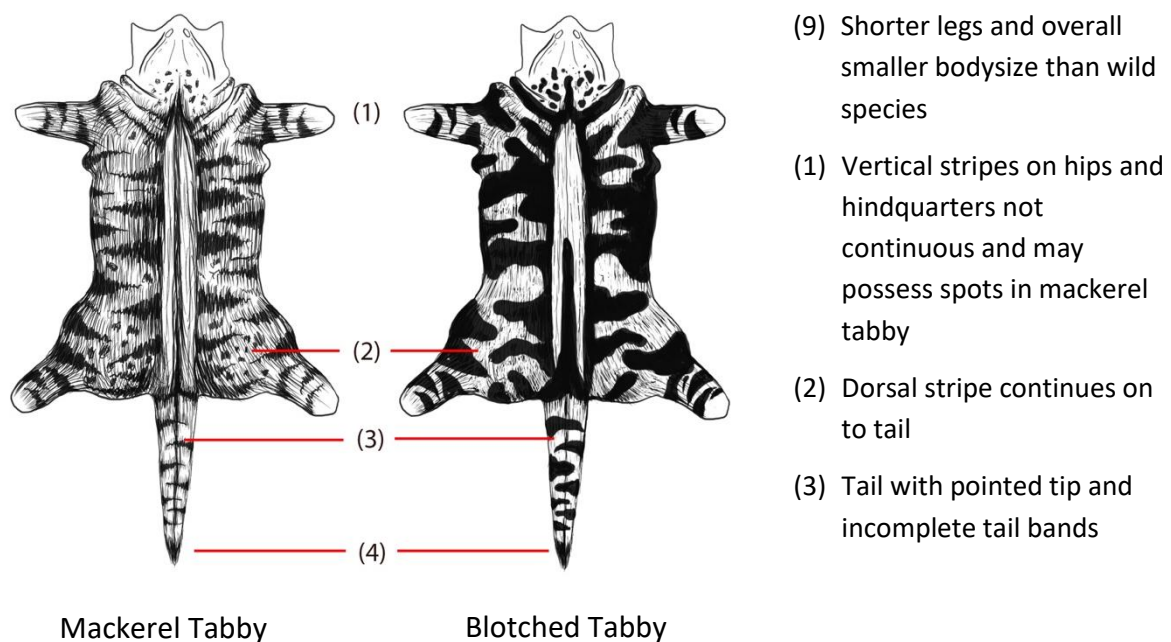 (1)
(2)
(3)
(4)
Mackerel Tabby
Blotched Tabby
(9) Shorter legs and overall
smaller bodysize than wild
species
(1) Vertical stripes on hips and
hindquarters not
continuous and may
possess spots in mackerel
tabby
(2) Dorsal stripe continues on
to tail
(3) Tail with pointed tip and
incomplete tail bands